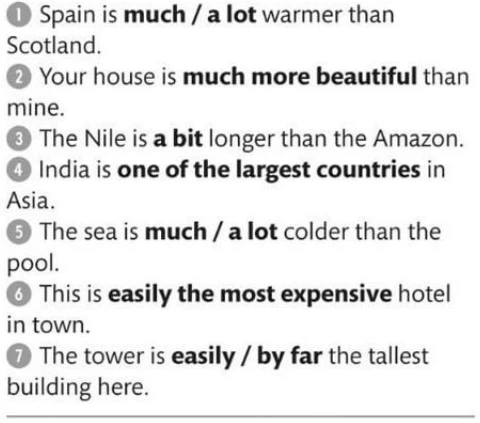 1 Spain is much / a lot warmer than
Scotland.
2 Your house is much more beautiful than
mine.
3 The Nile is a bit longer than the Amazon.
4 India is one of the largest countries in
Asia.
5 The sea is much / a lot colder than the
pool.
6 This is easily the most expensive hotel
in town.
7 The tower is easily / by far the tallest
building here.